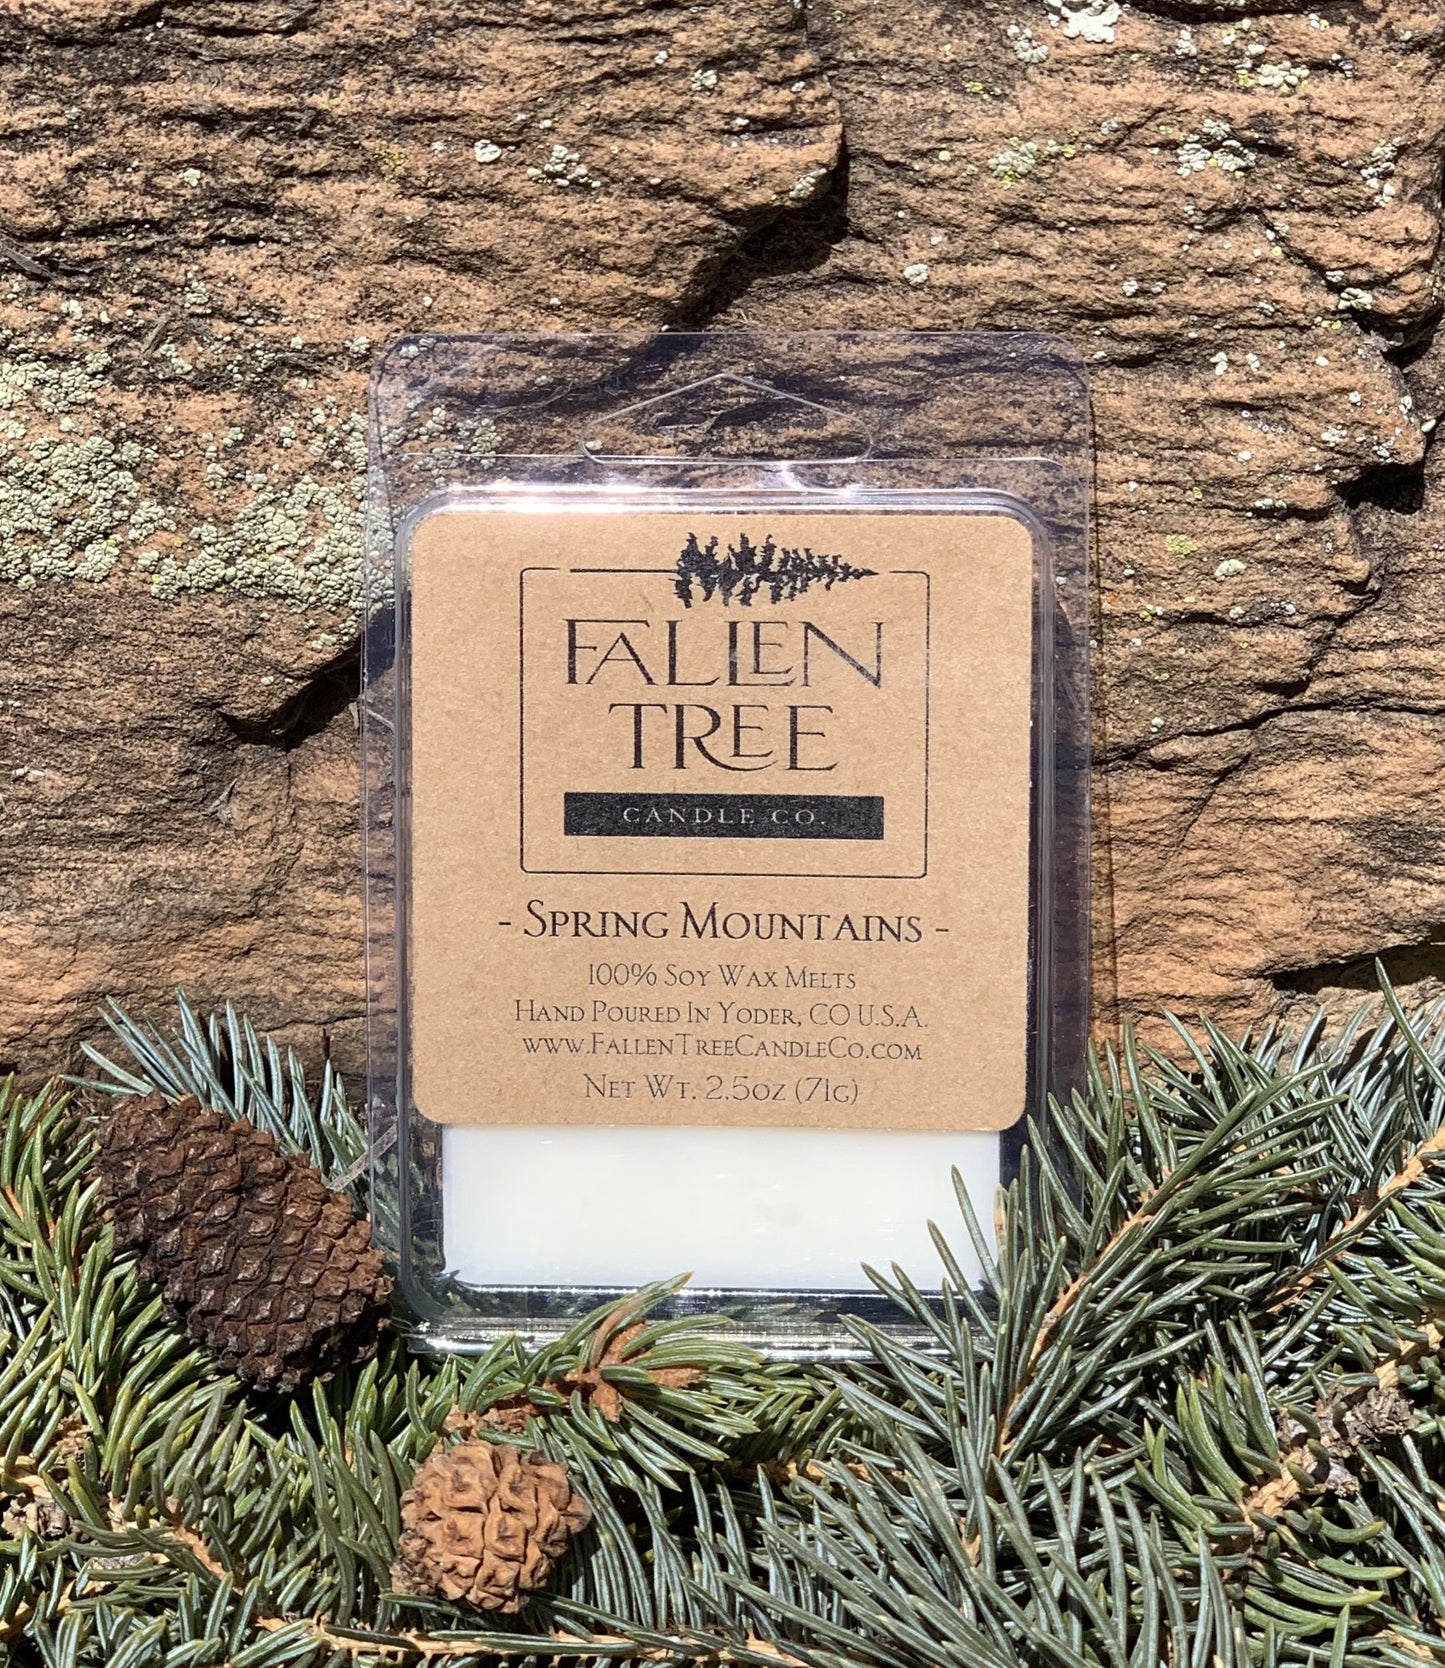 FALLEN
TREE
CANDLE CO.
- SPRING MOUNTAINS -
100% SOY WAX MELTS
HAND POURED IN YODER, CO U.S.A.
WWW.FALLENTREECANDLECO.COM
NET WT. 2.5OZ (71G)